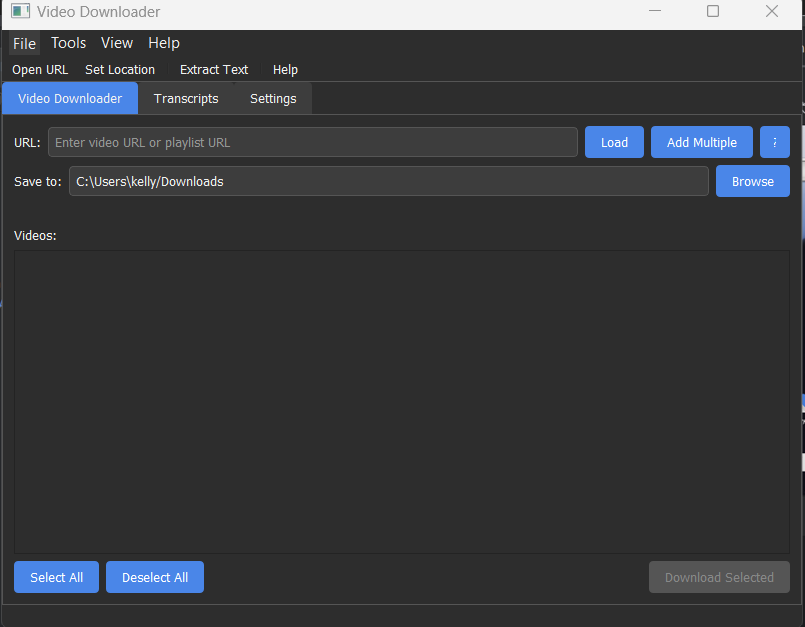 Video Downloader
File Tools View Help
Open URL Set Location Extract Text Help
Video Downloader Transcripts Settings
URL: Enter video URL or playlist URL Load Add Multiple ?
Save to: C:\Users\kelly/Downloads Browse
Videos:
Select All Deselect All Download Selected